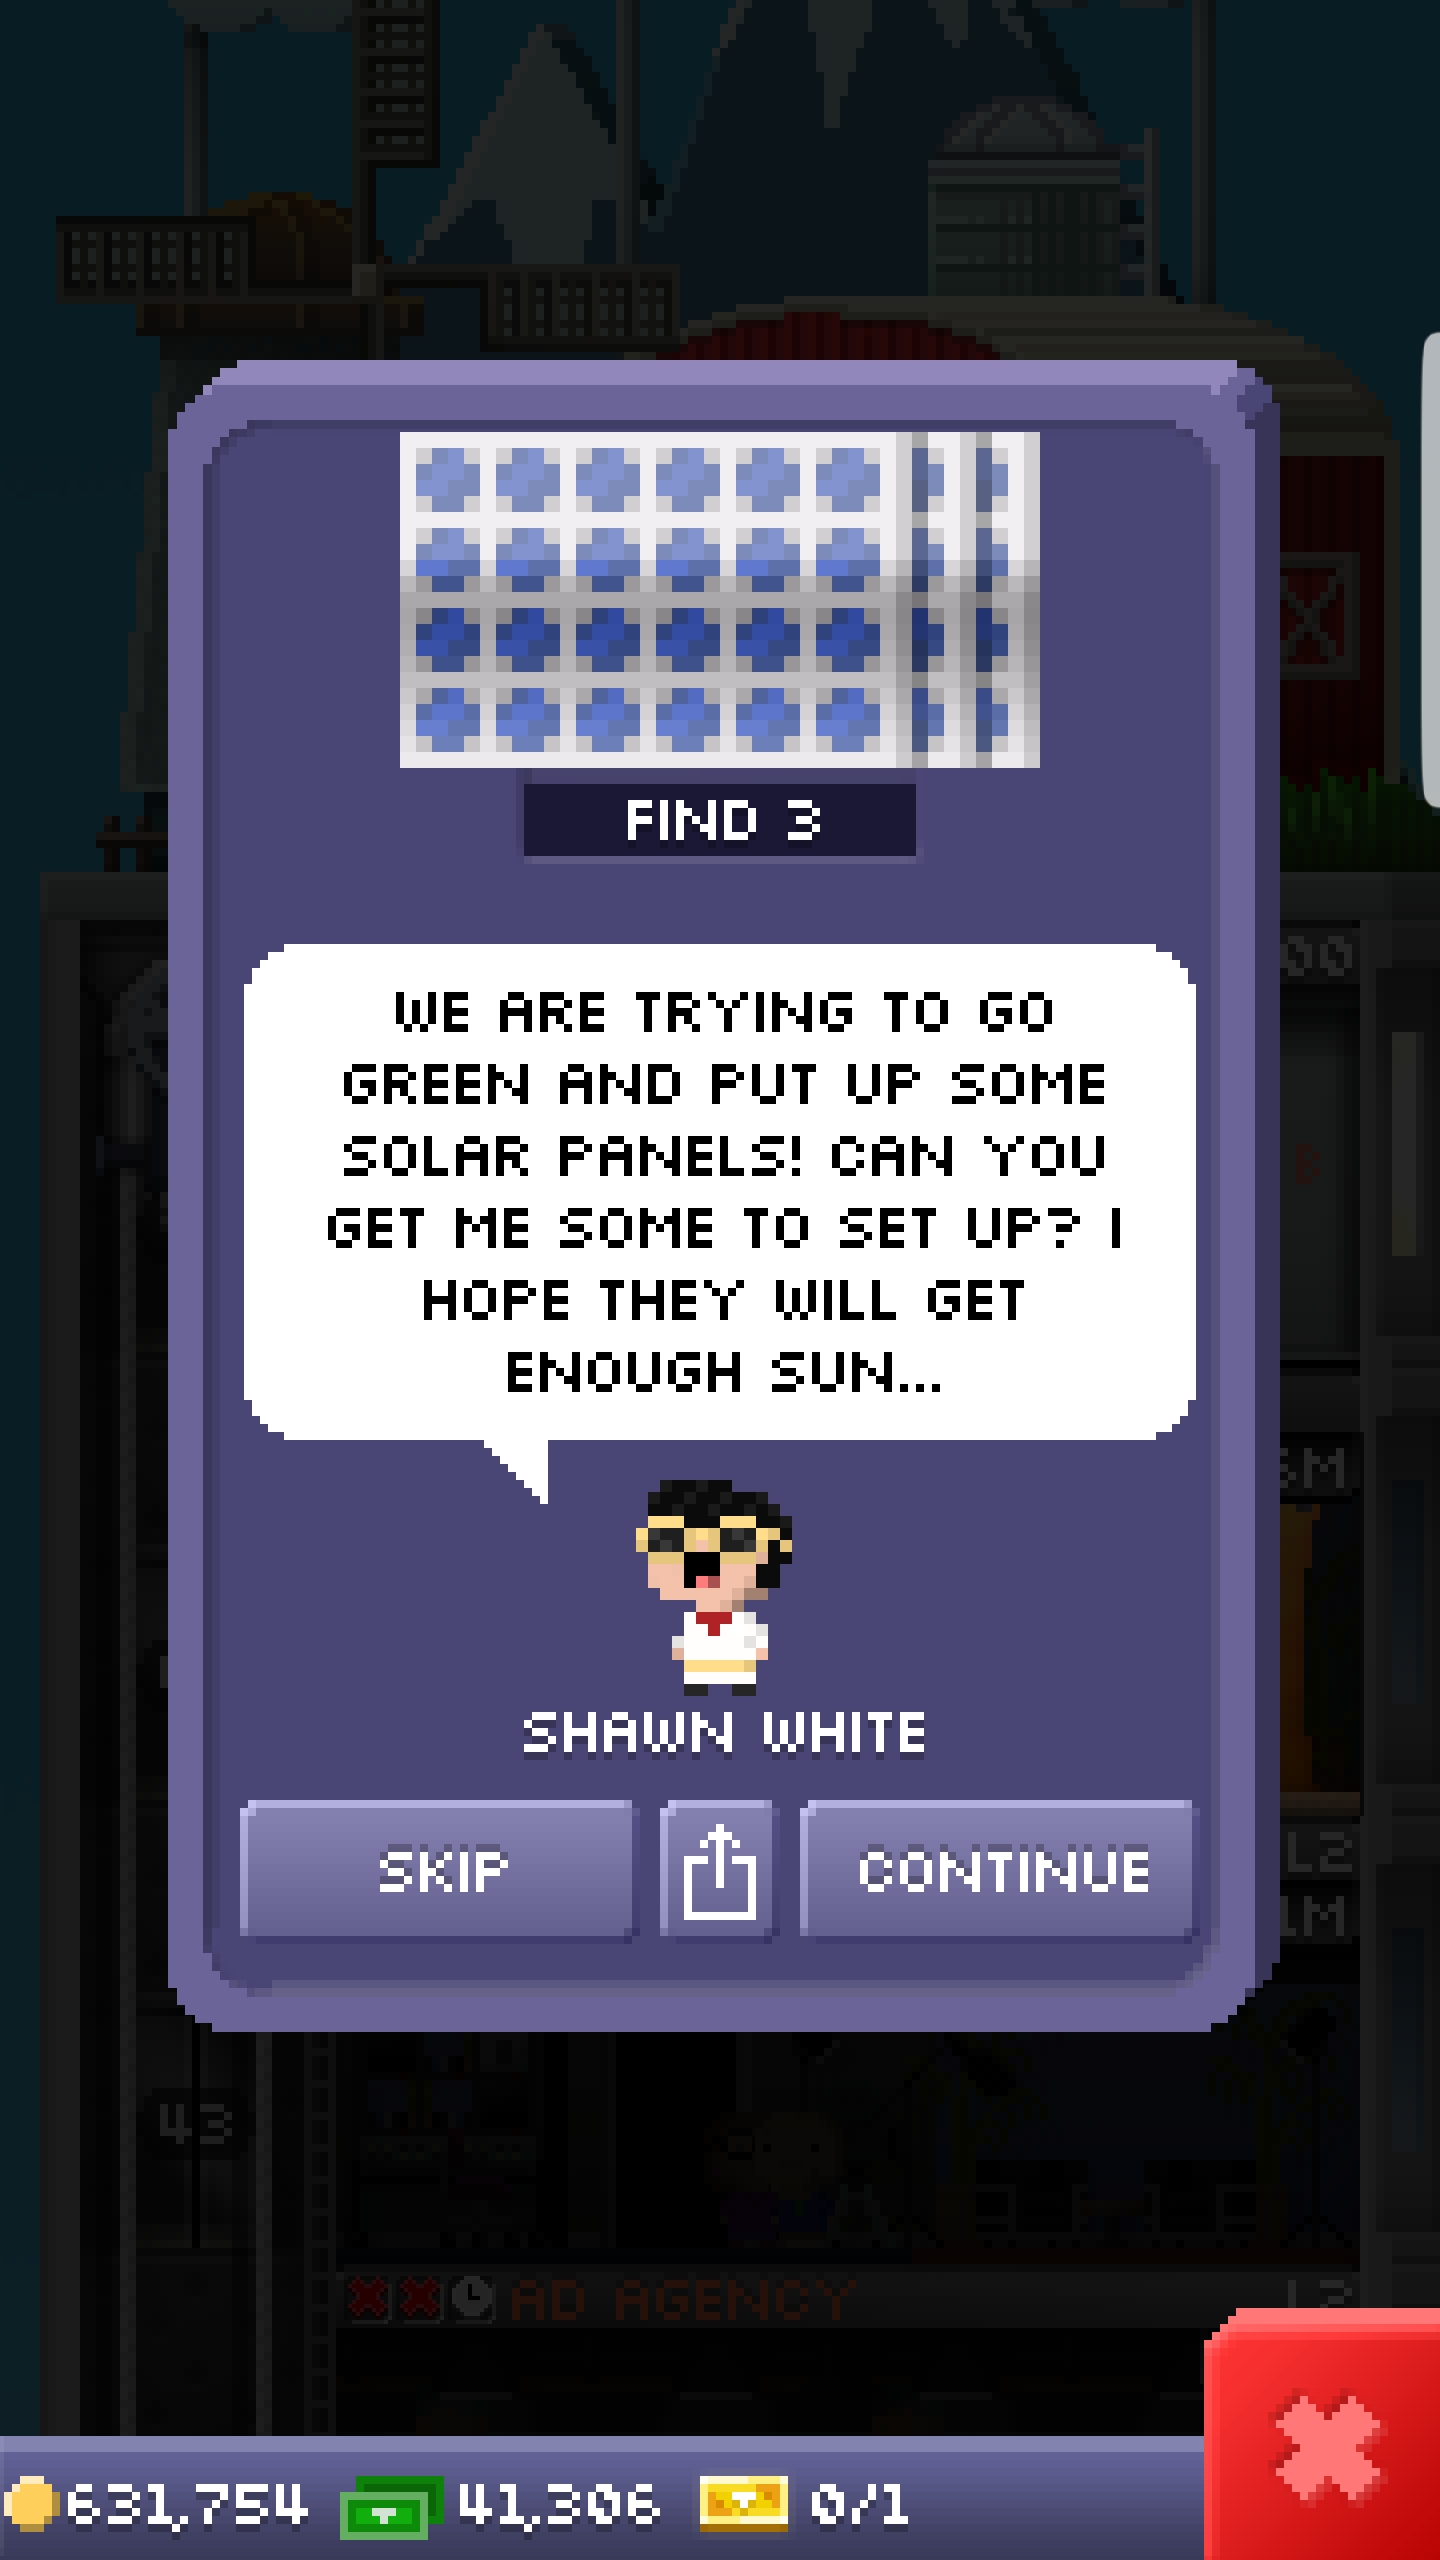 FIND 3
WE ARE TRYING TO GO
GREEN AND PUT UP SOME
SOLAR PANELS! CAN YOU
GET ME SOME TO SET UP? I
HOPE THEY WILL GET
ENOUGH SUN...
SHAWN WHITE
SKIP
CONTINUE
00
B
L2
43
AD AGENCY
631,754 41,306 0/1